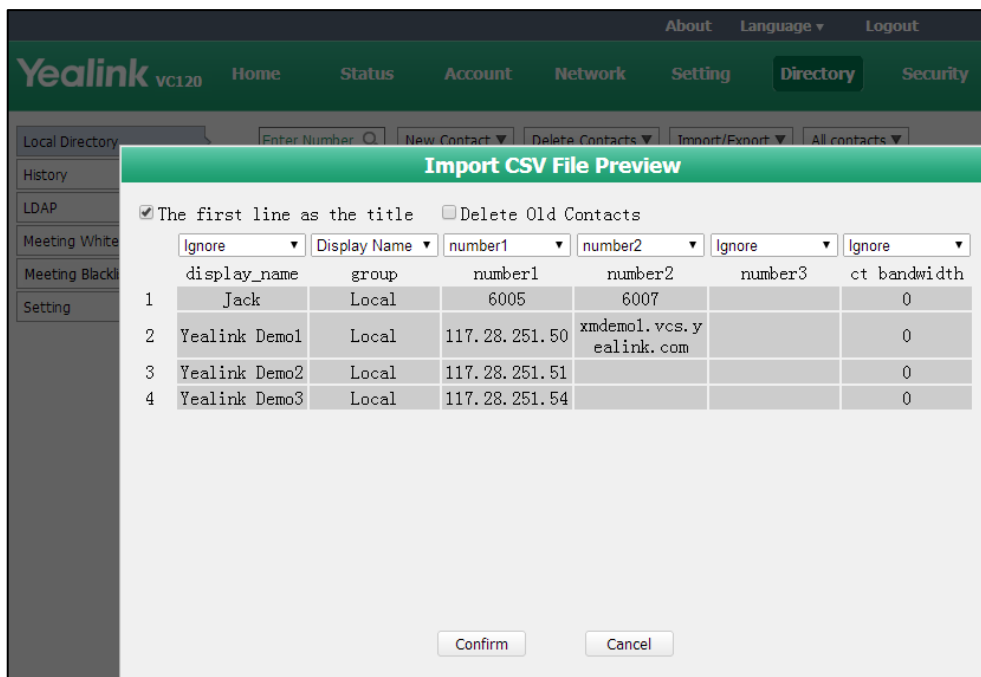 About Language ▾ Logout
Yealink VC120 Home Status Account Network Setting Directory Security
Local Directory Enter Number New Contact ▼ Delete Contacts ▼ Import/Export ▼ All contacts ▼
Import CSV File Preview
History
LDAP
The first line as the title Delete Old Contacts
Meeting White
Ignore ▼ Display Name ▼ number1 ▼ number2 ▼ Ignore ▼ Ignore ▼
Meeting Blackli
display_name group number1 number2 number3 ct bandwidth
Setting
1 Jack Local 6005 6007 0
2 Yealink Demo1 Local 117.28.251.50 xmdemo1.vcs.y
ealink.com 0
3 Yealink Demo2 Local 117.28.251.51 0
4 Yealink Demo3 Local 117.28.251.54 0
Confirm Cancel